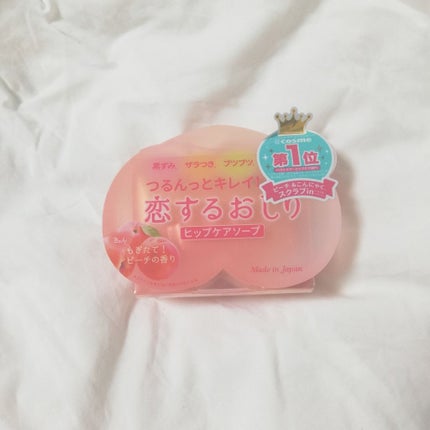 黒ずみ ザラつき ブツブツ
つるんっとキレイに
恋するおしり
ヒップケアソープ
もぎたて!
ピーチの香り
Made in Japan
@cosme
第1位
ピーチ&こんにゃく
スクラブin